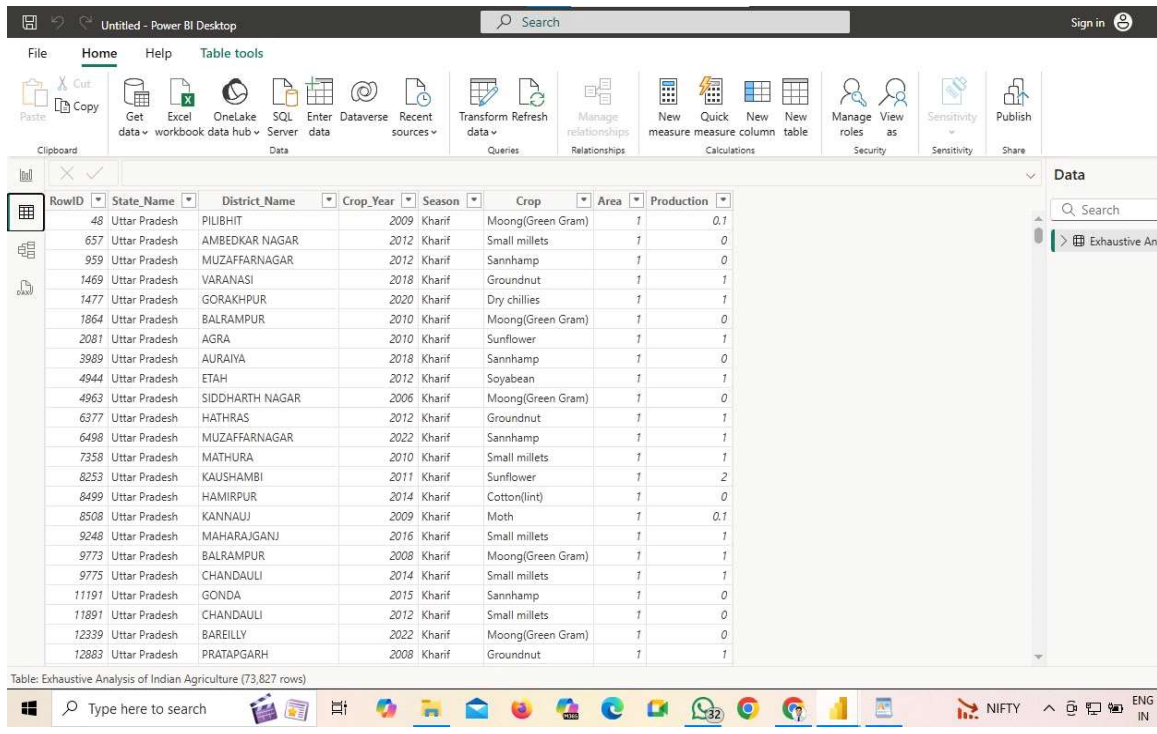 Untitled - Power BI Desktop
Search
Sign in
File Home Help Table tools
Paste
Cut
Copy
Clipboard
Get data
Excel workbook
OneLake data hub
SQL Server
Enter data
Dataverse
Recent sources
Data
Transform data
Refresh
Queries
Manage relationships
Relationships
New measure
Quick measure
New column
New table
Calculations
Manage roles
View as
Security
Sensitivity
Sensitivity
Publish
Share
Data
Search
Exhaustive An
RowID State_Name District_Name Crop_Year Season Crop Area Production
48 Uttar Pradesh PILIBHIT 2009 Kharif Moong(Green Gram) 1 0.1
657 Uttar Pradesh AMBEDKAR NAGAR 2012 Kharif Small millets 1 0
959 Uttar Pradesh MUZAFFARNAGAR 2012 Kharif Sannhamp 1 0
1469 Uttar Pradesh VARANASI 2018 Kharif Groundnut 1 1
1477 Uttar Pradesh GORAKHPUR 2020 Kharif Dry chillies 1 1
1864 Uttar Pradesh BALRAMPUR 2010 Kharif Moong(Green Gram) 1 0
2081 Uttar Pradesh AGRA 2010 Kharif Sunflower 1 1
3989 Uttar Pradesh AURAIYA 2018 Kharif Sannhamp 1 0
4944 Uttar Pradesh ETAH 2012 Kharif Soyabean 1 1
4963 Uttar Pradesh SIDDHARTH NAGAR 2006 Kharif Moong(Green Gram) 1 0
6377 Uttar Pradesh HATHRAS 2012 Kharif Groundnut 1 1
6498 Uttar Pradesh MUZAFFARNAGAR 2022 Kharif Sannhamp 1 1
7358 Uttar Pradesh MATHURA 2010 Kharif Small millets 1 1
8253 Uttar Pradesh KAUSHAMBI 2011 Kharif Sunflower 1 2
8499 Uttar Pradesh HAMIRPUR 2014 Kharif Cotton(lint) 1 0
8508 Uttar Pradesh KANNAUJ 2009 Kharif Moth 1 0.1
9248 Uttar Pradesh MAHARAJGANJ 2016 Kharif Small millets 1 1
9773 Uttar Pradesh BALRAMPUR 2008 Kharif Moong(Green Gram) 1 1
9775 Uttar Pradesh CHANDAULI 2014 Kharif Small millets 1 1
11191 Uttar Pradesh GONDA 2015 Kharif Sannhamp 1 0
11891 Uttar Pradesh CHANDAULI 2012 Kharif Small millets 1 0
12339 Uttar Pradesh BAREILLY 2022 Kharif Moong(Green Gram) 1 0
12883 Uttar Pradesh PRATAPGARH 2008 Kharif Groundnut 1 1
Table: Exhaustive Analysis of Indian Agriculture (73,827 rows)
Type here to search
32
NIFTY
ENG
IN